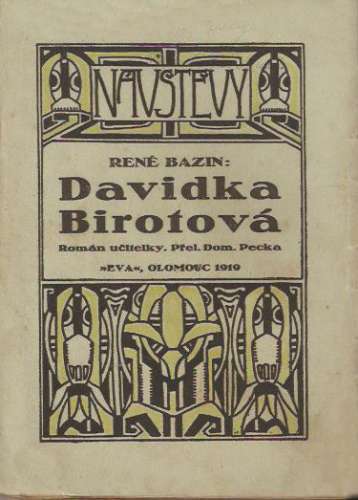 NÁVŠTĚVY
RENÉ BAZIN:
Davidka
Birotová
Román učitelky. Přel. Dom. Pecka
»EVA«, OLOMOUC 1919